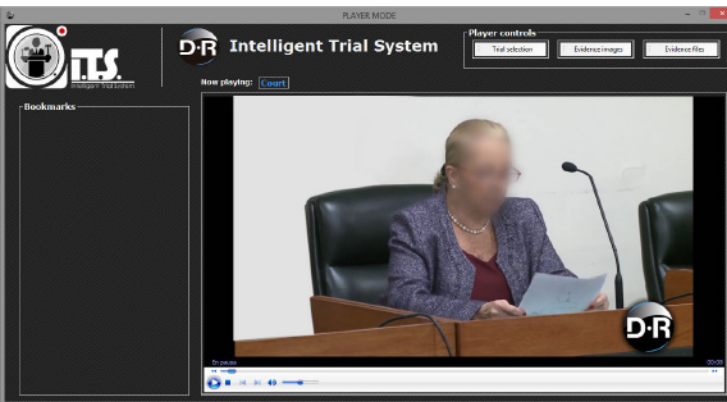 PLAYER MODE
I.T.S.
Intelligent Trial System
D·R Intelligent Trial System
Player controls
Trial selection
Evidence images
Evidence files
Now playing: Court
Bookmarks
D·R
En pausa
00:00